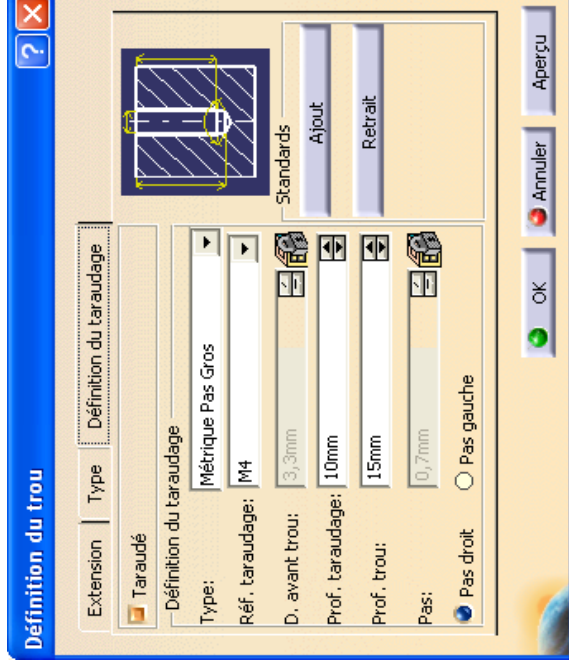 Définition du trou
Extension Type Définition du taraudage
Taraudé
Définition du taraudage
Type: Métrique Pas Gros
Réf. taraudage: M4
D. avant trou: 3,3mm
Prof. taraudage: 10mm
Prof. trou: 15mm
Pas: 0,7mm
Pas droit Pas gauche
Standards
Ajout
Retrait
OK Annuler Aperçu